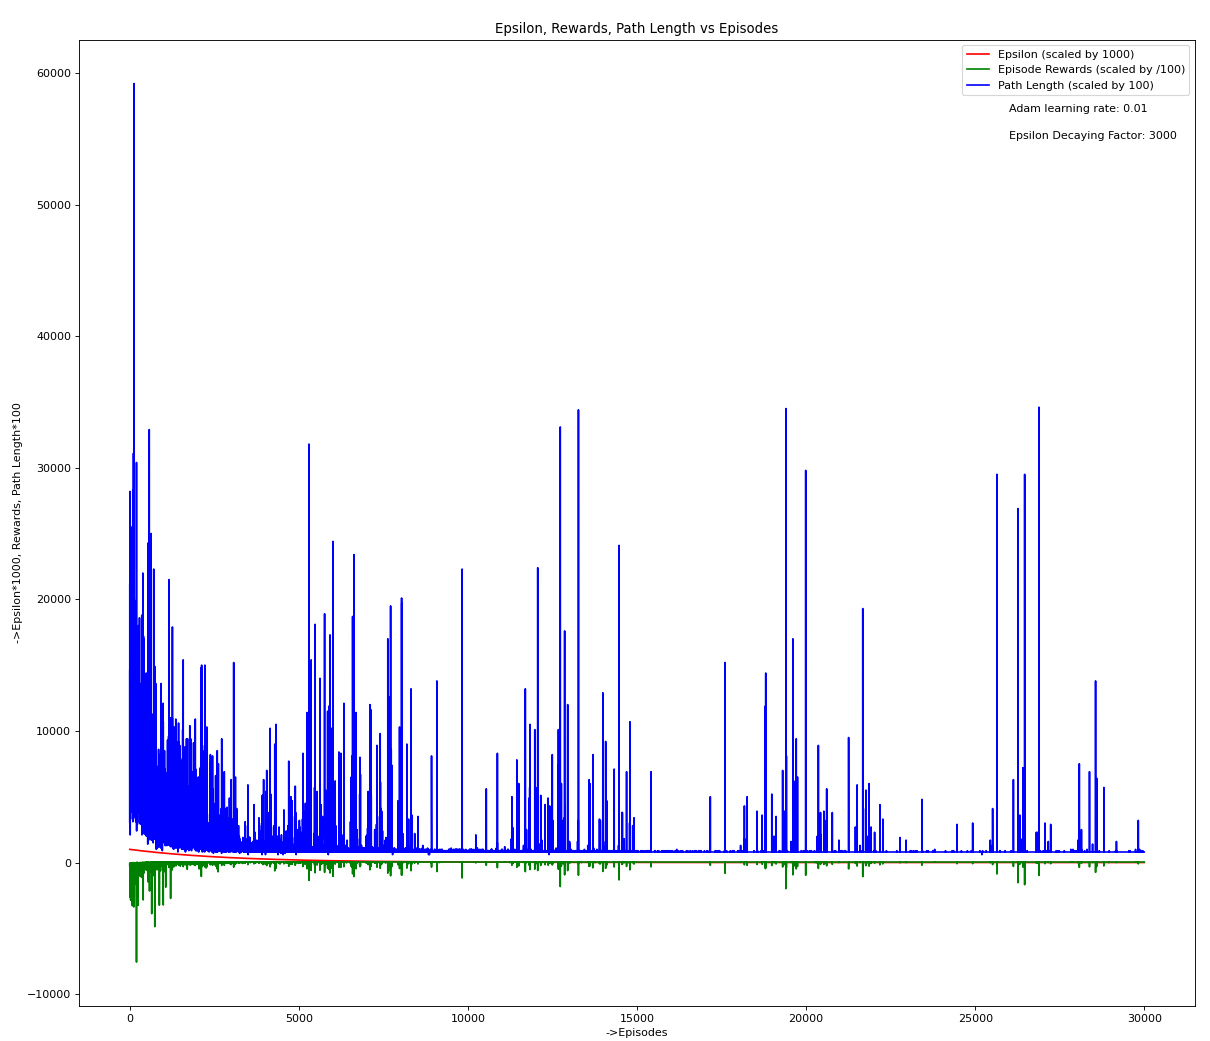 Epsilon, Rewards, Path Length vs Episodes
Epsilon (scaled by 1000)
Episode Rewards (scaled by /100)
Path Length (scaled by 100)
Adam learning rate: 0.01
Epsilon Decaying Factor: 3000
60000
50000
40000
30000
20000
10000
0
−10000
->Epsilon*1000, Rewards, Path Length*100
0 5000 10000 15000 20000 25000 30000
->Episodes